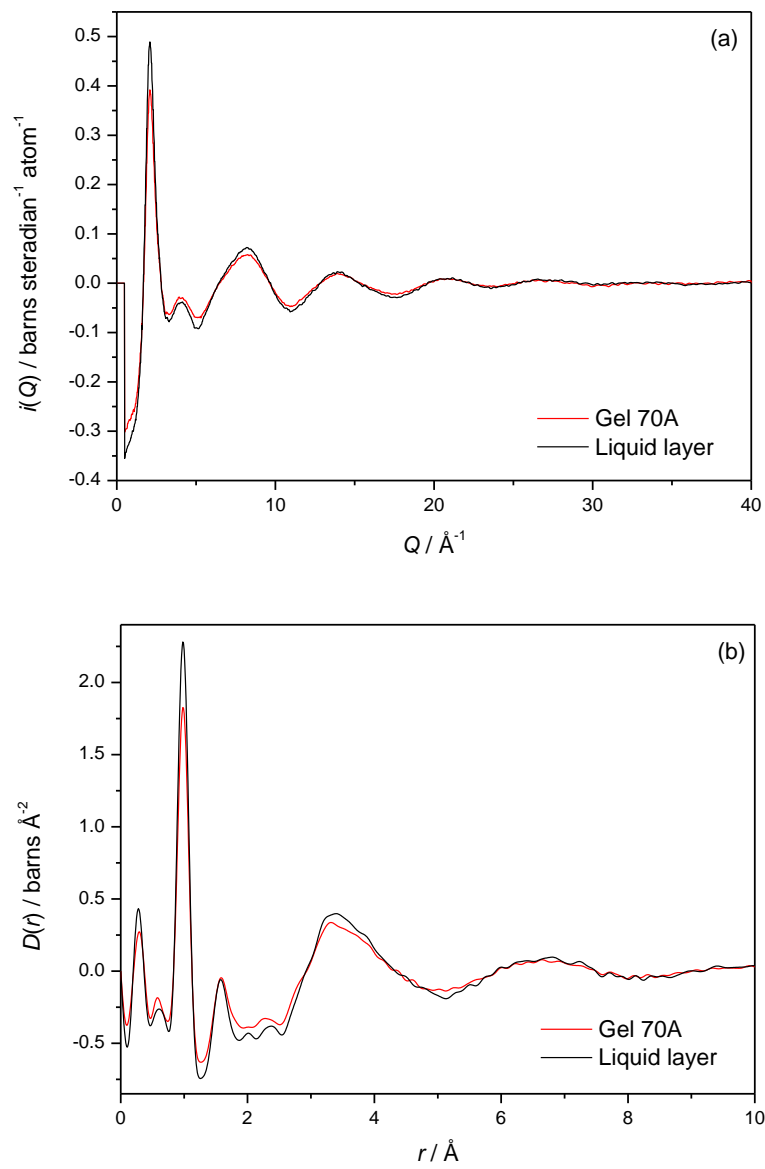 (a)
0.5
0.4
0.3
0.2
0.1
0.0
-0.1
-0.2
-0.3
-0.4
i(Q) / barns steradian⁻¹ atom⁻¹
Gel 70A
Liquid layer
0 10 20 30 40
Q / Å⁻¹
(b)
2.0
1.5
1.0
0.5
0.0
-0.5
D(r) / barns Å⁻²
Gel 70A
Liquid layer
0 2 4 6 8 10
r / Å